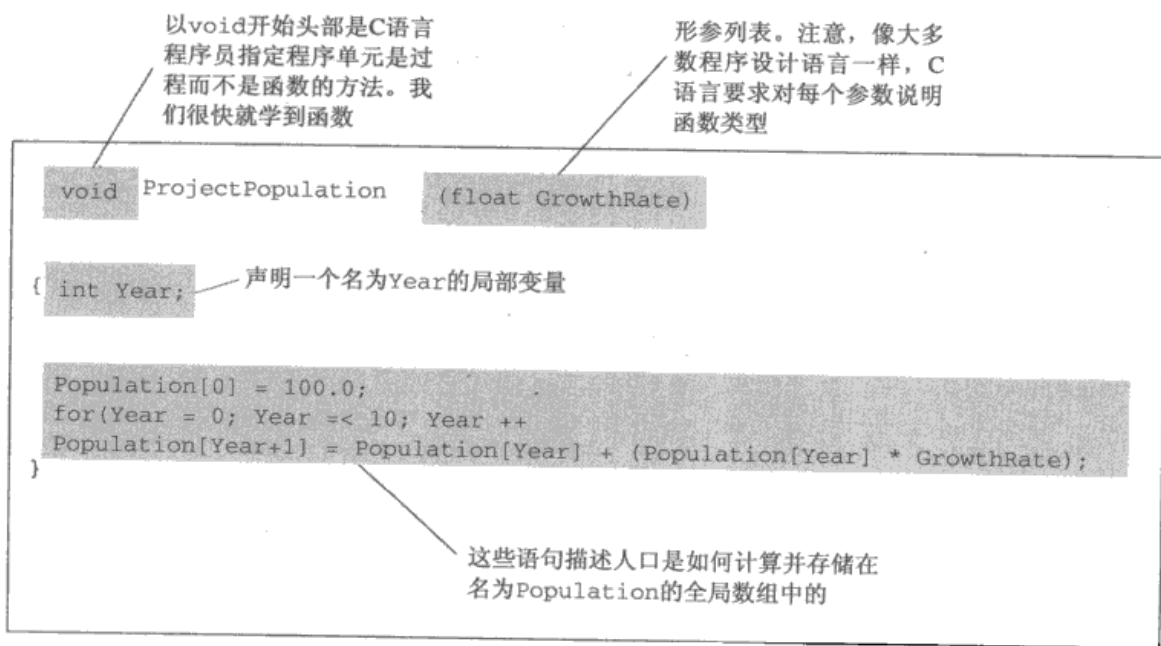 以void开始头部是C语言
程序员指定程序单元是过
程而不是函数的方法。我
们很快就学到函数
形参列表。注意，像大多
数程序设计语言一样，C
语言要求对每个参数说明
函数类型
void ProjectPopulation (float GrowthRate)
{ int Year; 声明一个名为Year的局部变量
Population[0] = 100.0;
for(Year = 0; Year =< 10; Year ++
Population[Year+1] = Population[Year] + (Population[Year] * GrowthRate);
}
这些语句描述人口是如何计算并存储在
名为Population的全局数组中的